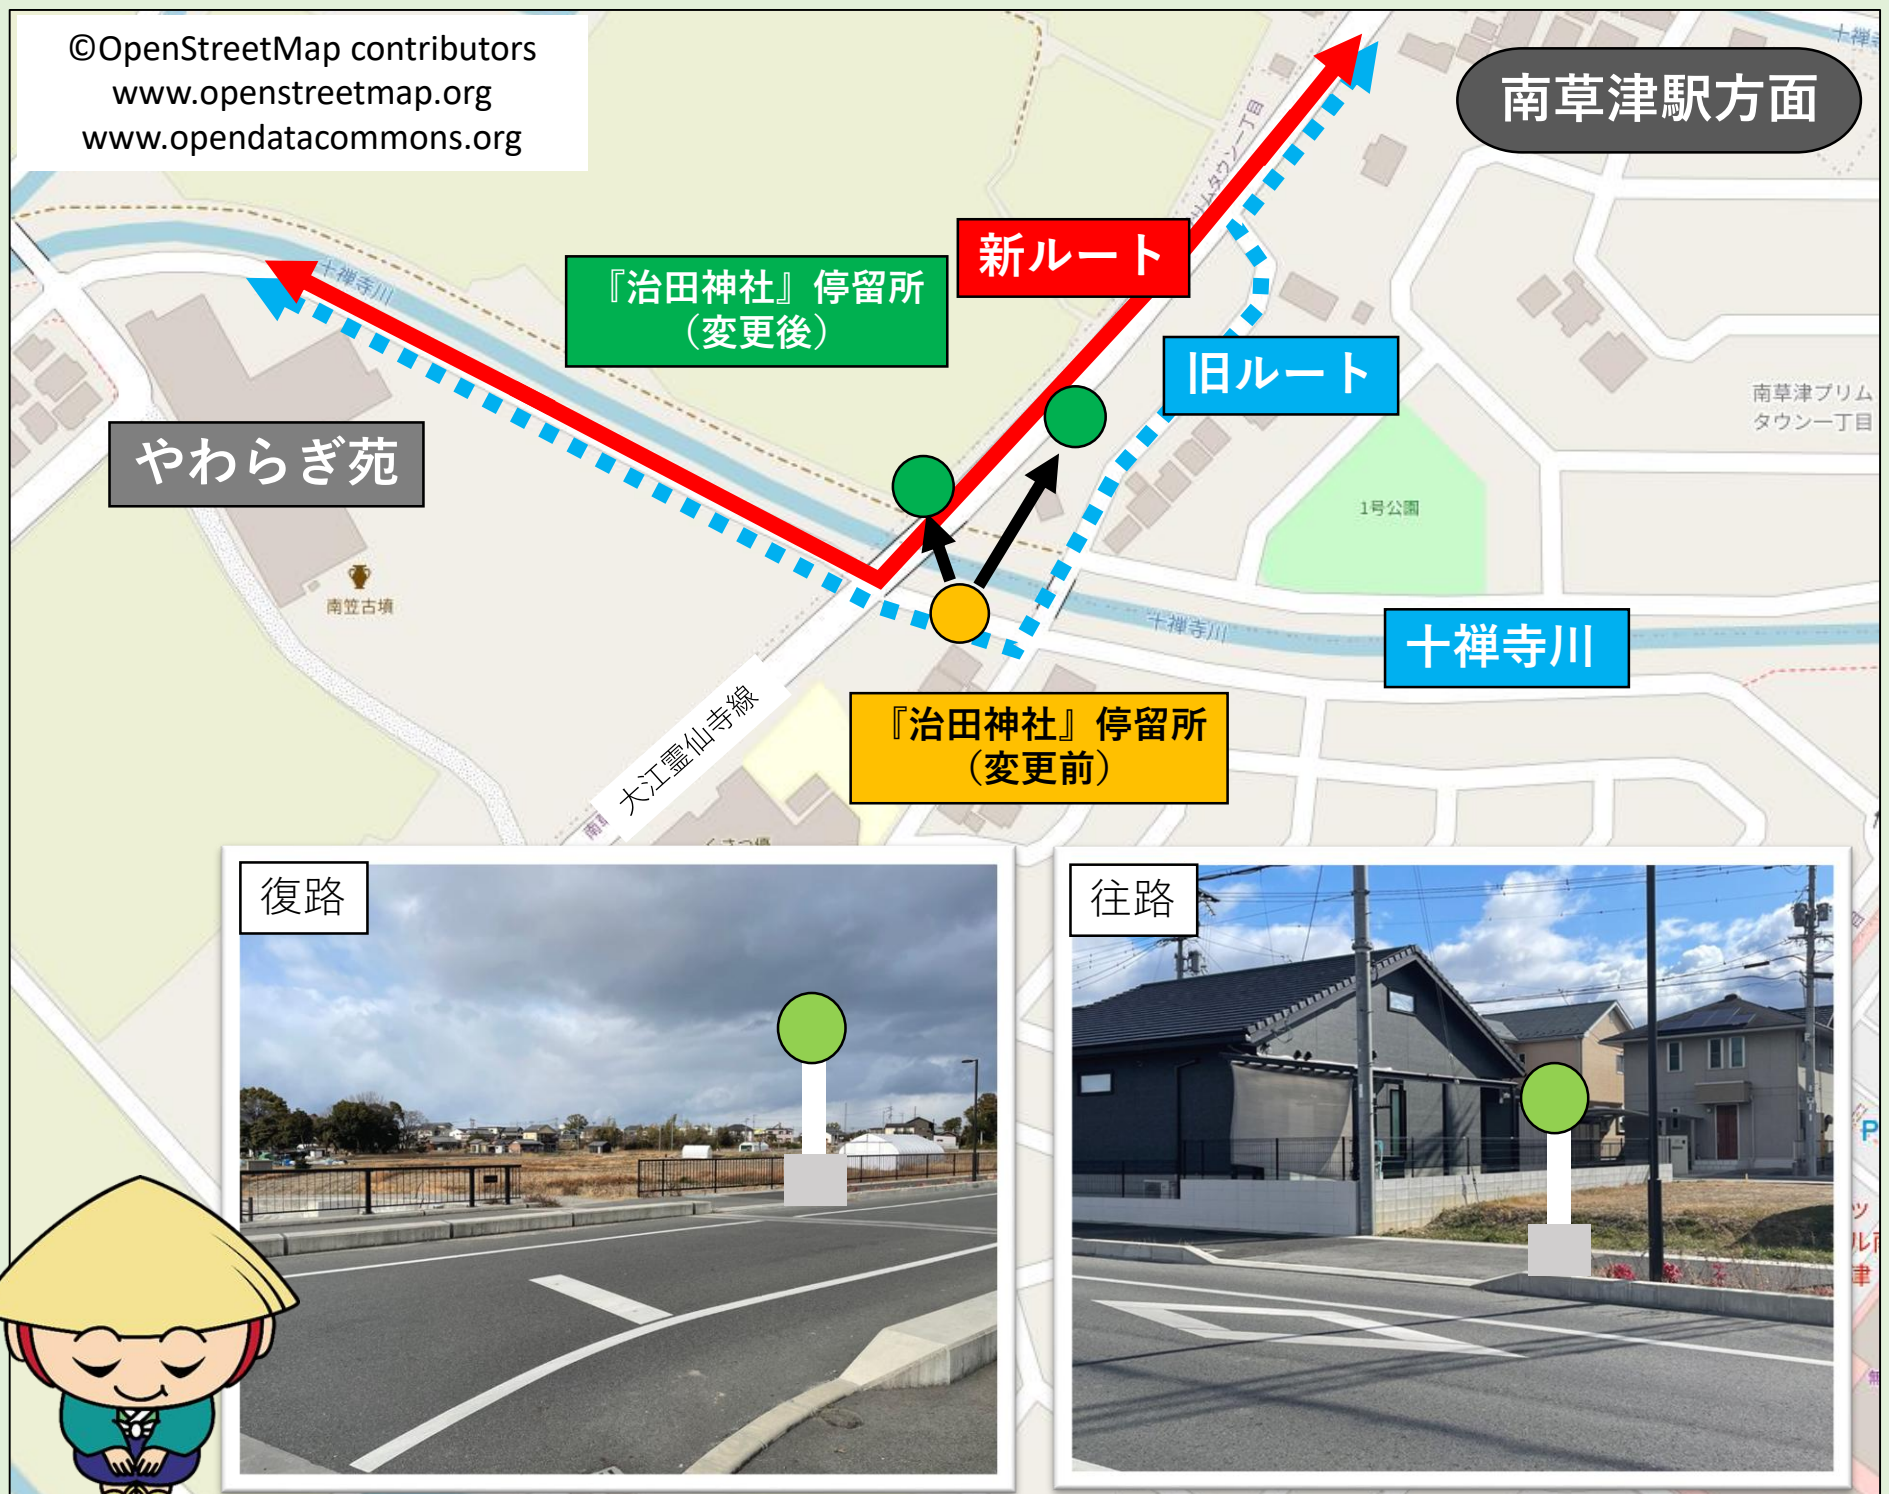 ©OpenStreetMap contributors
www.openstreetmap.org
www.opendatacommons.org
南草津駅方面
十禅寺川
新ルート
『治田神社』停留所
（変更後）
旧ルート
南草津プリム
タウン一丁目
やわらぎ苑
1号公園
南笠古墳
十禅寺川
十禅寺川
大江霊仙寺線
『治田神社』停留所
（変更前）
復路
往路
P